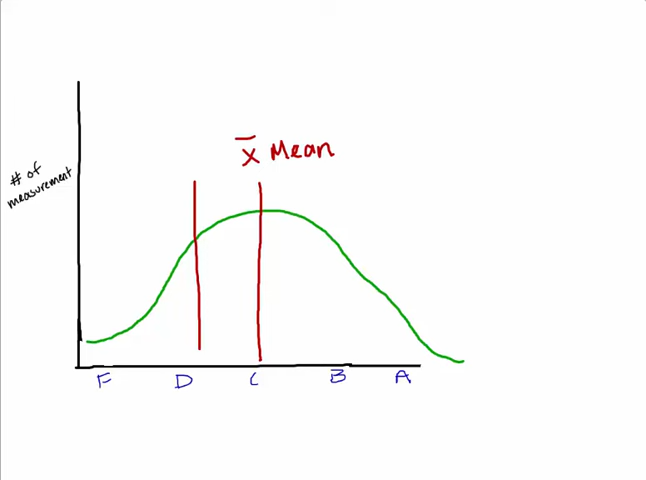 x̅ Mean
# of
measurement
F D C B A